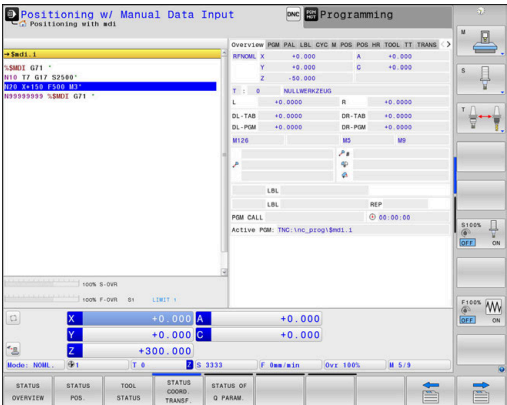 Positioning w/ Manual Data Input
DNC
Programming
Positioning with mdi
→$mdi.i
%$MDI G71 *
N10 T7 G17 S2500*
N20 X+150 F500 M3*
N99999999 %$MDI G71 *
Overview PGM PAL LBL CYC M POS POS HR TOOL TT TRANS
RFNOML X +0.000 A +0.000
Y +0.000 C +0.000
Z -50.000
T : 0 NULLWERKZEUG
L +0.0000 R +0.0000
DL-TAB +0.0000 DR-TAB +0.0000
DL-PGM +0.0000 DR-PGM +0.0000
M126 M5 M9
LBL
LBL REP
PGM CALL 00:00:00
Active PGM: TNC:\nc_prog\$mdi.i
100% S-OVR
100% F-OVR S1 LIMIT 1
X +0.000 A +0.000
Y +0.000 C +0.000
Z +300.000
Mode: NOML. 1 T 0 Z S 3333 F 0mm/min Ovr 100% M 5/9
STATUS OVERVIEW
STATUS POS.
TOOL STATUS
STATUS COORD. TRANSF.
STATUS OF Q PARAM.
M
S
T
S100%
OFF ON
F100%
OFF ON